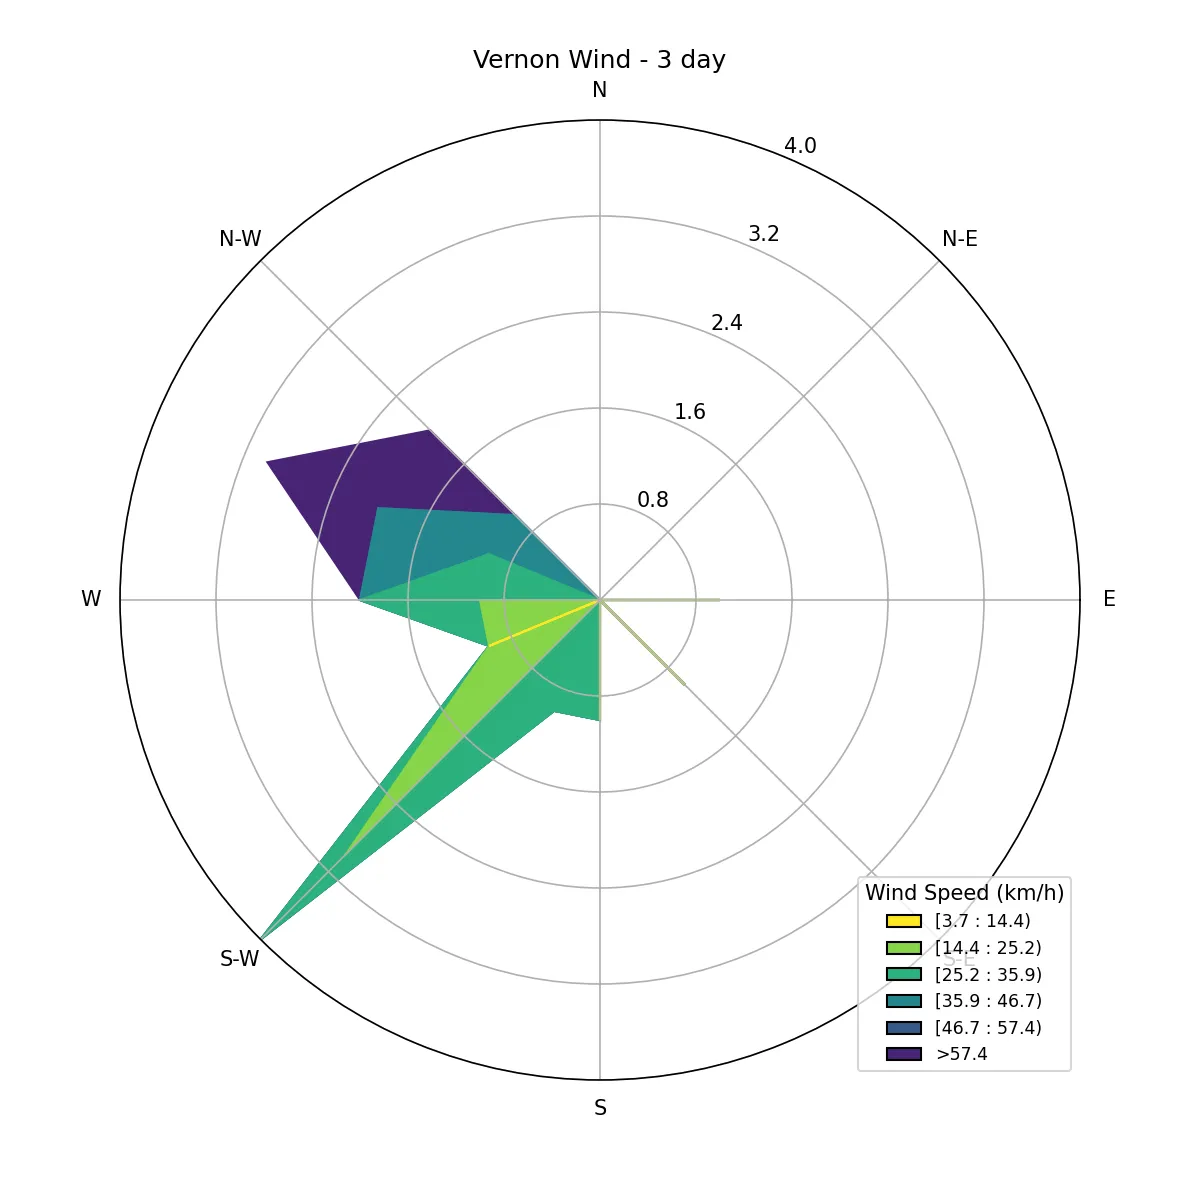 Vernon Wind - 3 day
N
4.0
N-W
3.2
N-E
2.4
1.6
0.8
W
E
S-W
S-E
S
Wind Speed (km/h)
[3.7 : 14.4)
[14.4 : 25.2)
[25.2 : 35.9)
[35.9 : 46.7)
[46.7 : 57.4)
>57.4